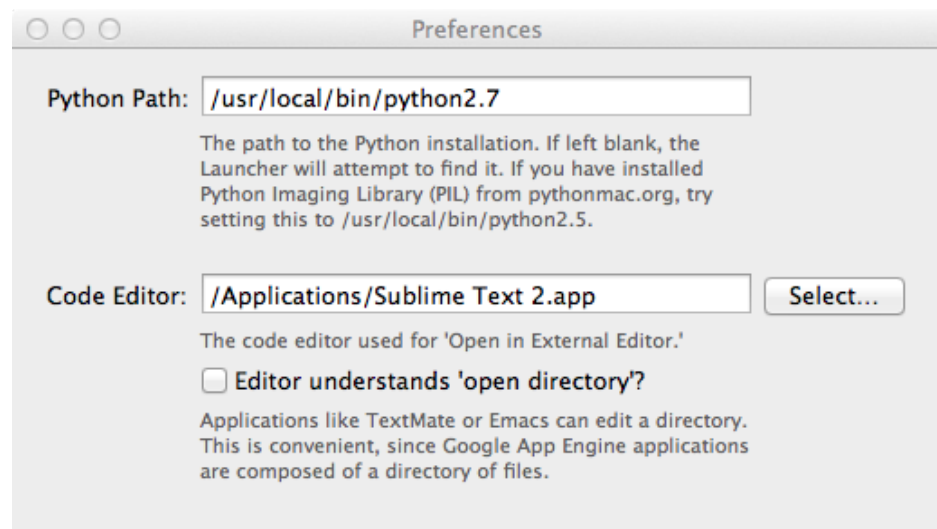 Preferences
Python Path: /usr/local/bin/python2.7
The path to the Python installation. If left blank, the
Launcher will attempt to find it. If you have installed
Python Imaging Library (PIL) from pythonmac.org, try
setting this to /usr/local/bin/python2.5.
Code Editor: /Applications/Sublime Text 2.app Select...
The code editor used for 'Open in External Editor.'
Editor understands 'open directory'?
Applications like TextMate or Emacs can edit a directory.
This is convenient, since Google App Engine applications
are composed of a directory of files.